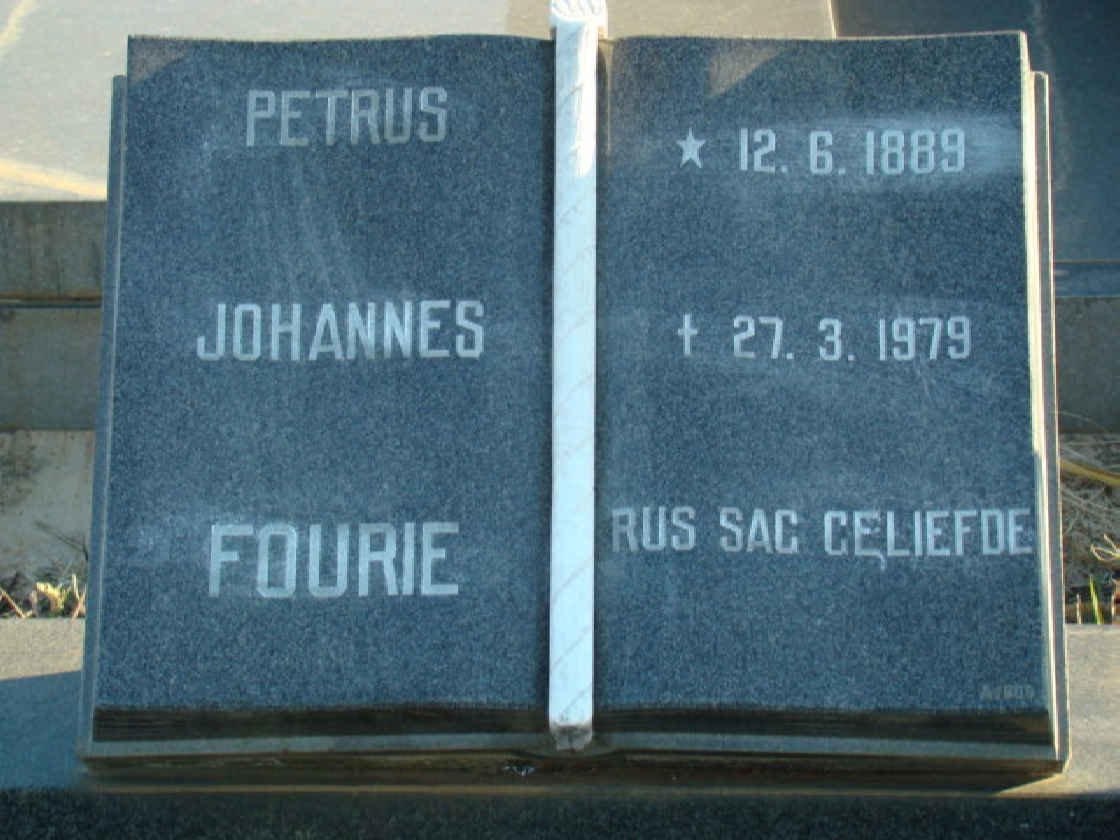 PETRUS
JOHANNES
FOURIE
★ 12. 6. 1889
† 27. 3. 1979
RUS SAG GELIEFDE